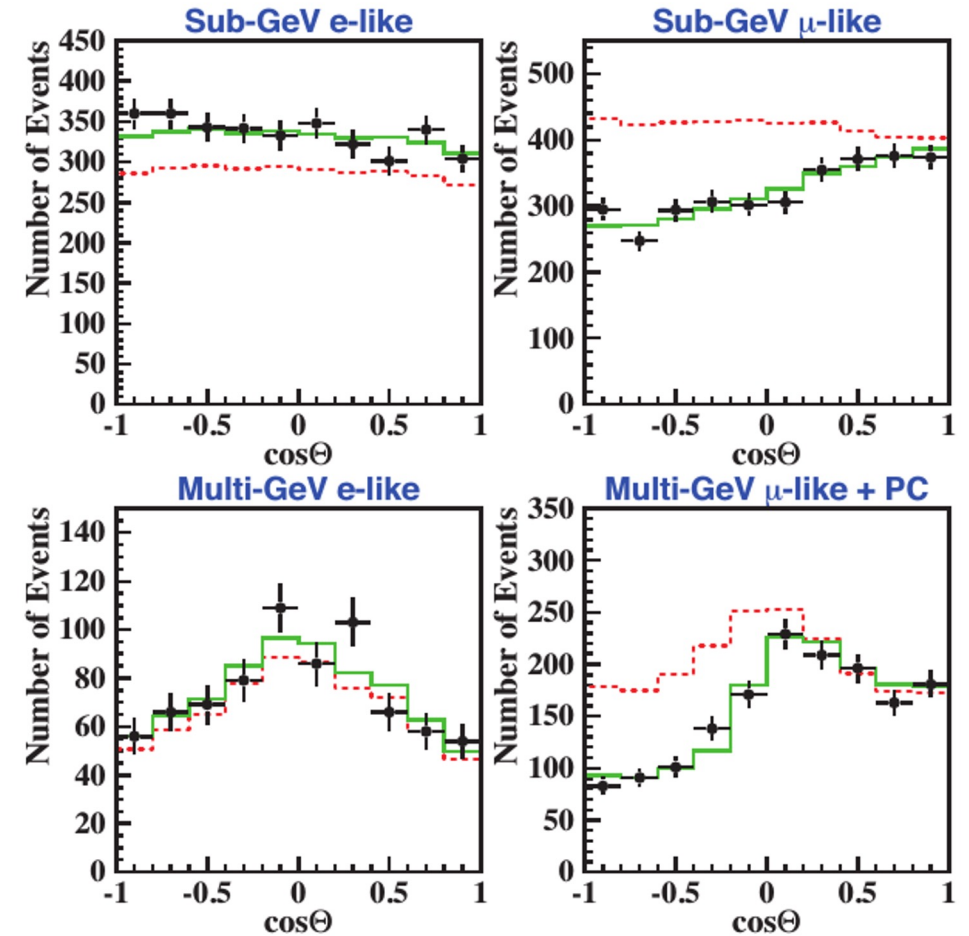 Sub-GeV e-like
Number of Events
450
400
350
300
250
200
150
100
50
0
-1 -0.5 0 0.5 1
cosΘ
Sub-GeV μ-like
Number of Events
500
400
300
200
100
0
-1 -0.5 0 0.5 1
cosΘ
Multi-GeV e-like
Number of Events
140
120
100
80
60
40
20
0
-1 -0.5 0 0.5 1
cosΘ
Multi-GeV μ-like + PC
Number of Events
350
300
250
200
150
100
50
0
-1 -0.5 0 0.5 1
cosΘ